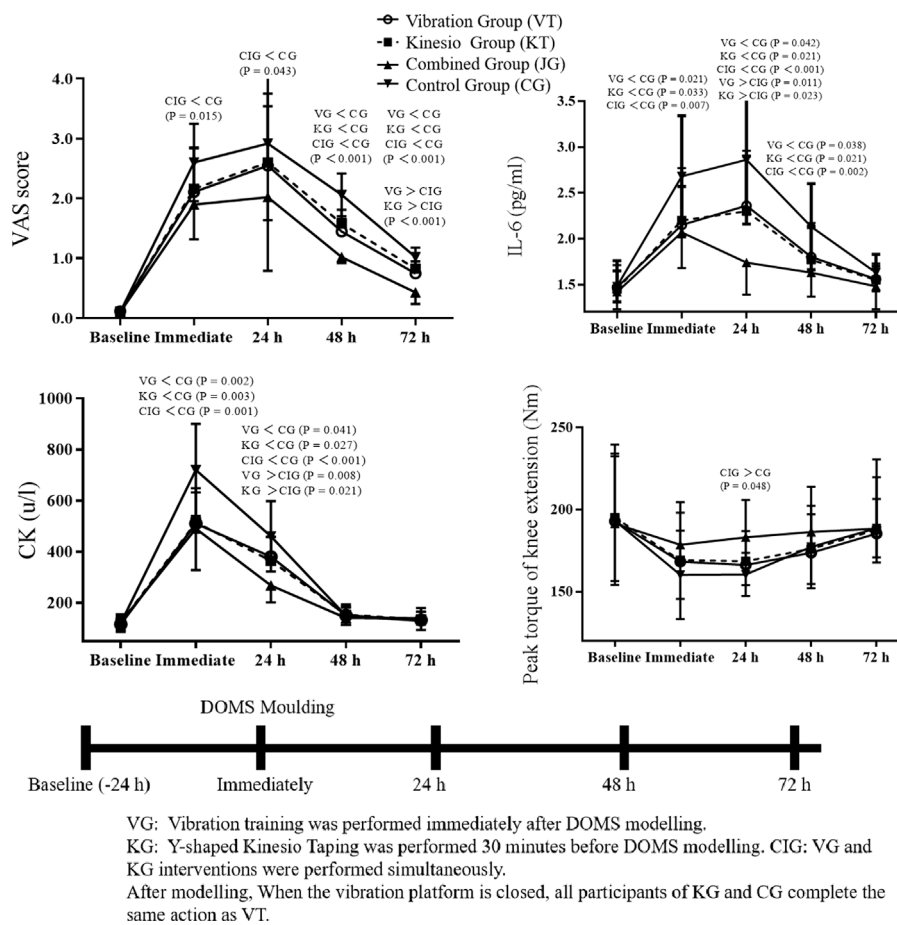 Vibration Group (VT)
Kinesio Group (KT)
Combined Group (JG)
Control Group (CG)
VAS score
4.0
3.0
2.0
1.0
0.0
CIG < CG
(P = 0.015)
CIG < CG
(P = 0.043)
VG < CG
KG < CG
CIG < CG
(P < 0.001)
VG < CG
KG < CG
CIG < CG
(P < 0.001)
VG > CIG
KG > CIG
(P < 0.001)
Baseline Immediate 24 h 48 h 72 h
IL-6 (pg/ml)
3.5
3.0
2.5
2.0
1.5
VG < CG (P = 0.021)
KG < CG (P = 0.033)
CIG < CG (P = 0.007)
VG < CG (P = 0.042)
KG < CG (P = 0.021)
CIG < CG (P < 0.001)
VG > CIG (P = 0.011)
KG > CIG (P = 0.023)
VG < CG (P = 0.038)
KG < CG (P = 0.021)
CIG < CG (P = 0.002)
Baseline Immediate 24 h 48 h 72 h
CK (u/l)
1000
800
600
400
200
VG < CG (P = 0.002)
KG < CG (P = 0.003)
CIG < CG (P = 0.001)
VG < CG (P = 0.041)
KG < CG (P = 0.027)
CIG < CG (P < 0.001)
VG > CIG (P = 0.008)
KG > CIG (P = 0.021)
Baseline Immediate 24 h 48 h 72 h
Peak torque of knee extension (Nm)
250
200
150
CIG > CG
(P = 0.048)
Baseline Immediate 24 h 48 h 72 h
DOMS Moulding
Baseline (-24 h) Immediately 24 h 48 h 72 h
VG: Vibration training was performed immediately after DOMS modelling.
KG: Y-shaped Kinesio Taping was performed 30 minutes before DOMS modelling. CIG: VG and
KG interventions were performed simultaneously.
After modelling, When the vibration platform is closed, all participants of KG and CG complete the
same action as VT.